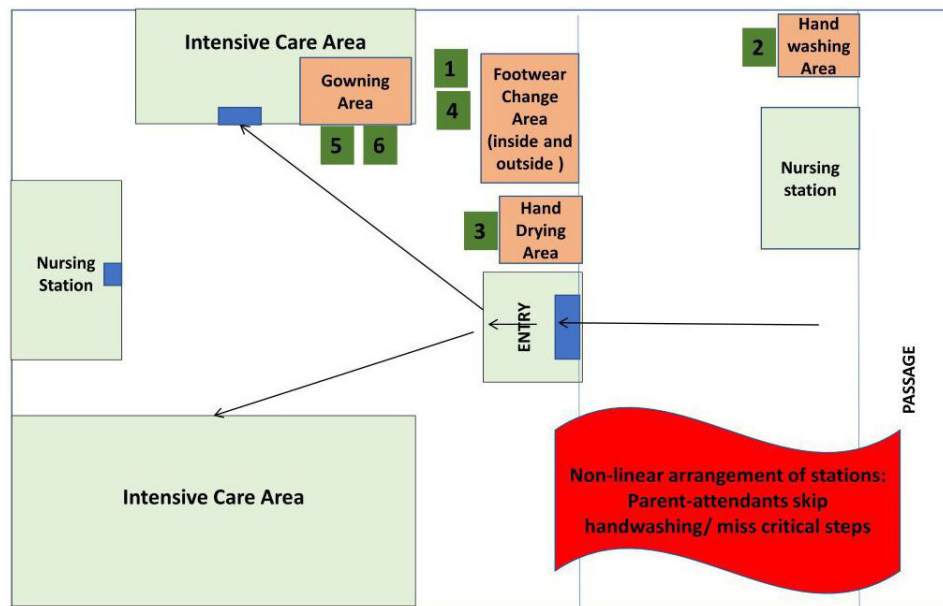 Intensive Care Area
Gowning
Area
5
6
1
4
Footwear
Change
Area
(inside and
outside )
2
Hand
washing
Area
Nursing
station
3
Hand
Drying
Area
Nursing
Station
ENTRY
PASSAGE
Intensive Care Area
Non-linear arrangement of stations:
Parent-attendants skip
handwashing/ miss critical steps